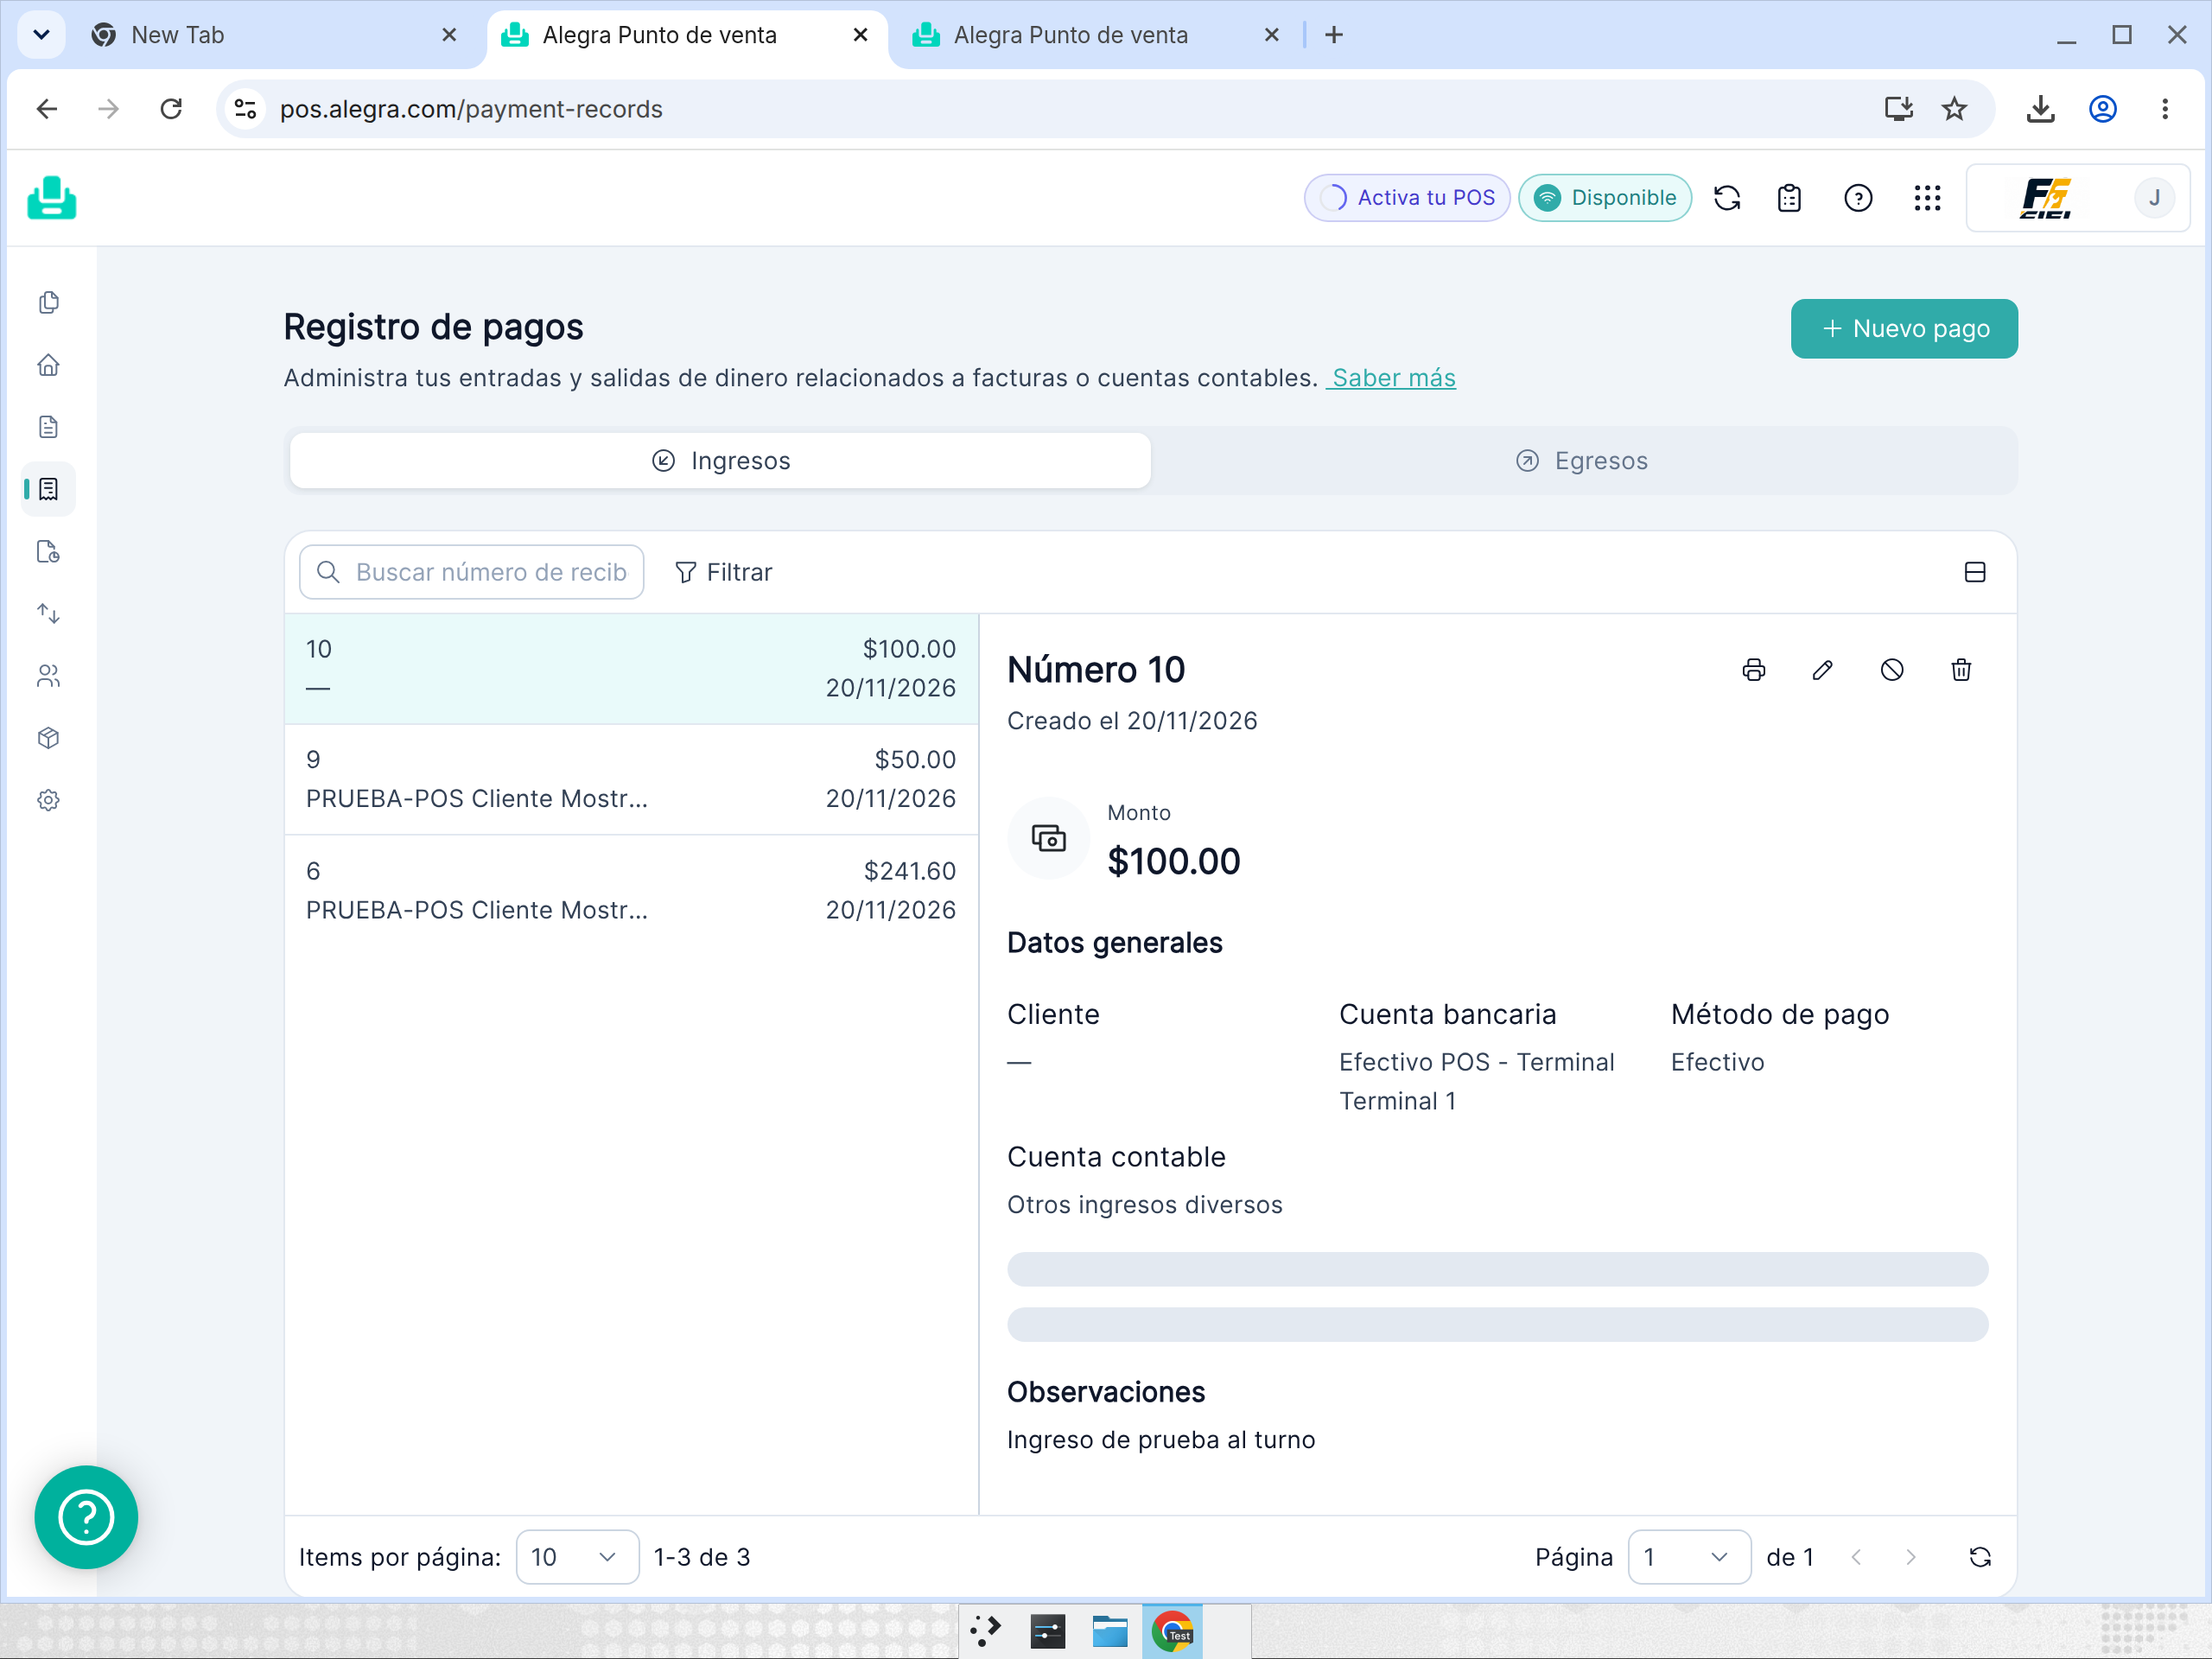 New Tab
Alegra Punto de venta
Alegra Punto de venta
pos.alegra.com/payment-records
Activa tu POS
Disponible
J
Registro de pagos
Nuevo pago
Administra tus entradas y salidas de dinero relacionados a facturas o cuentas contables. Saber más
Ingresos
Egresos
Buscar número de recib
Filtrar
10 $100.00
— 20/11/2026
9 $50.00
PRUEBA-POS Cliente Mostr... 20/11/2026
6 $241.60
PRUEBA-POS Cliente Mostr... 20/11/2026
Número 10
Creado el 20/11/2026
Monto
$100.00
Datos generales
Cliente
—
Cuenta bancaria
Efectivo POS - Terminal
Terminal 1
Método de pago
Efectivo
Cuenta contable
Otros ingresos diversos
Observaciones
Ingreso de prueba al turno
Items por página: 10 1-3 de 3
Página 1 de 1
Test